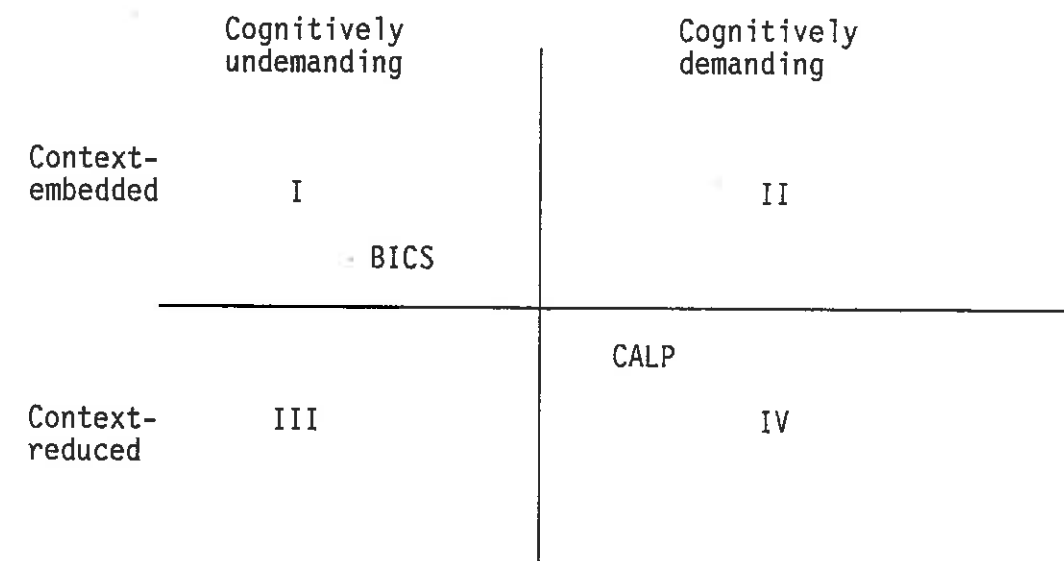 Cognitively
undemanding
Cognitively
demanding
Context-
embedded
I
II
BICS
CALP
Context-
reduced
III
IV